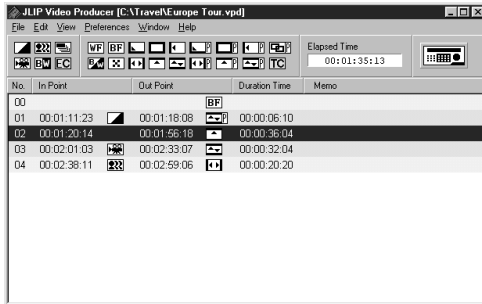 JLIP Video Producer [C:\Travel\Europe Tour.vpd]
File Edit View Preferences Window Help
WF BF P P P
Elapsed Time
00:01:35:13
BW EC B/W P P TC
No. In Point Out Point Duration Time Memo
00 BF
01 00:01:11:23 00:01:18:08 P 00:00:06:10
02 00:01:20:14 00:01:56:18 00:00:36:04
03 00:02:01:03 00:02:33:07 00:00:32:04
04 00:02:38:11 00:02:59:06 00:00:20:20